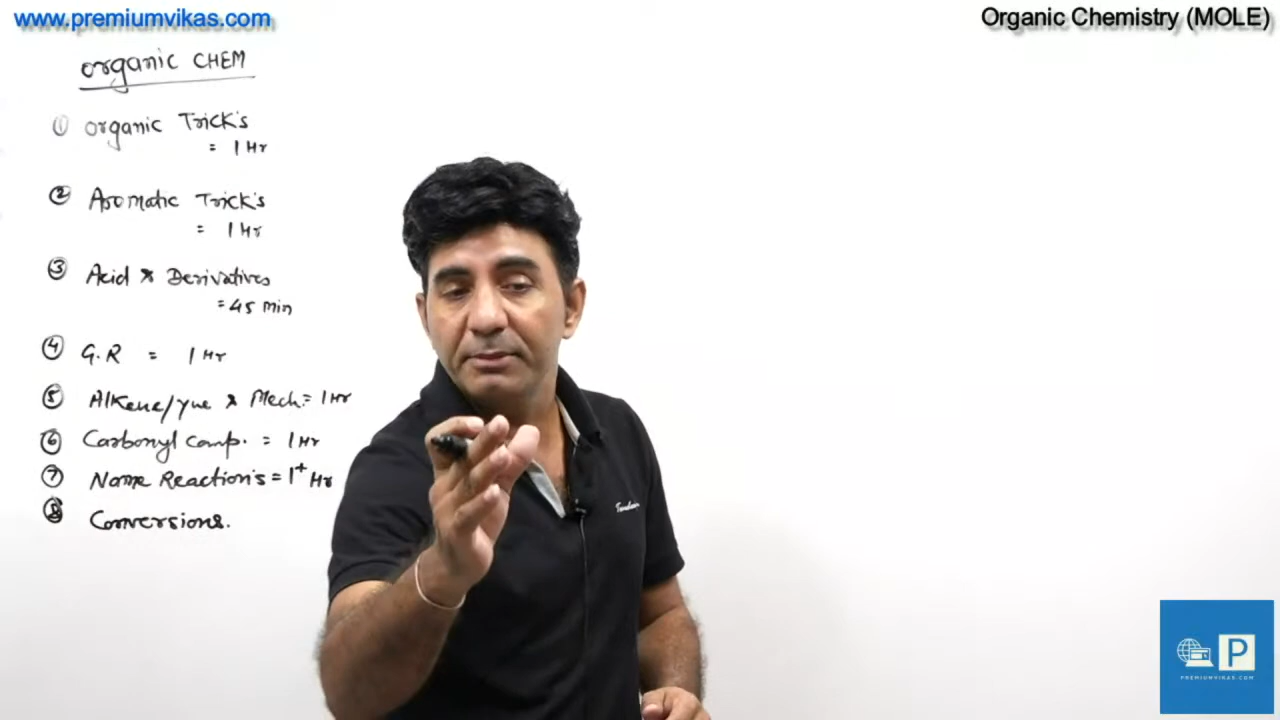 www.premiumvikas.com
Organic Chemistry (MOLE)
Organic CHEM
① Organic Trick's
= 1 Hr
② Aromatic Trick's
= 1 Hr
③ Acid & Derivatives
= 45 min
④ G.R = 1 Hr
⑤ Alkene/yne & Mech. = 1 Hr
⑥ Carbonyl Comp. = 1 Hr
⑦ Name Reaction's = 1+ Hr
⑧ Conversions.
P
PREMIUMVIKAS.COM